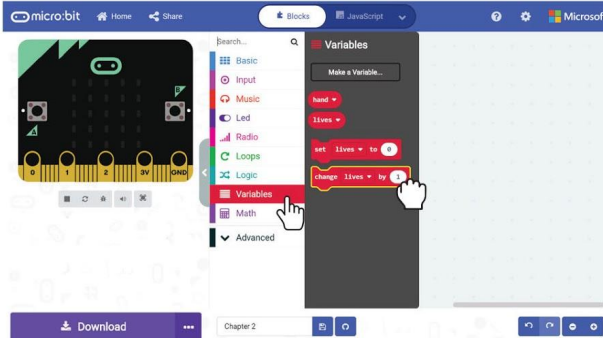 micro:bit Home Share Blocks JavaScript Microsof
Search...
Basic
Input
Music
Led
Radio
Loops
Logic
Variables
Math
Advanced
Variables
Make a Variable...
hand
lives
set lives to 0
change lives by 1
B
A
0 1 2 3V GND
Download ...
Chapter 2